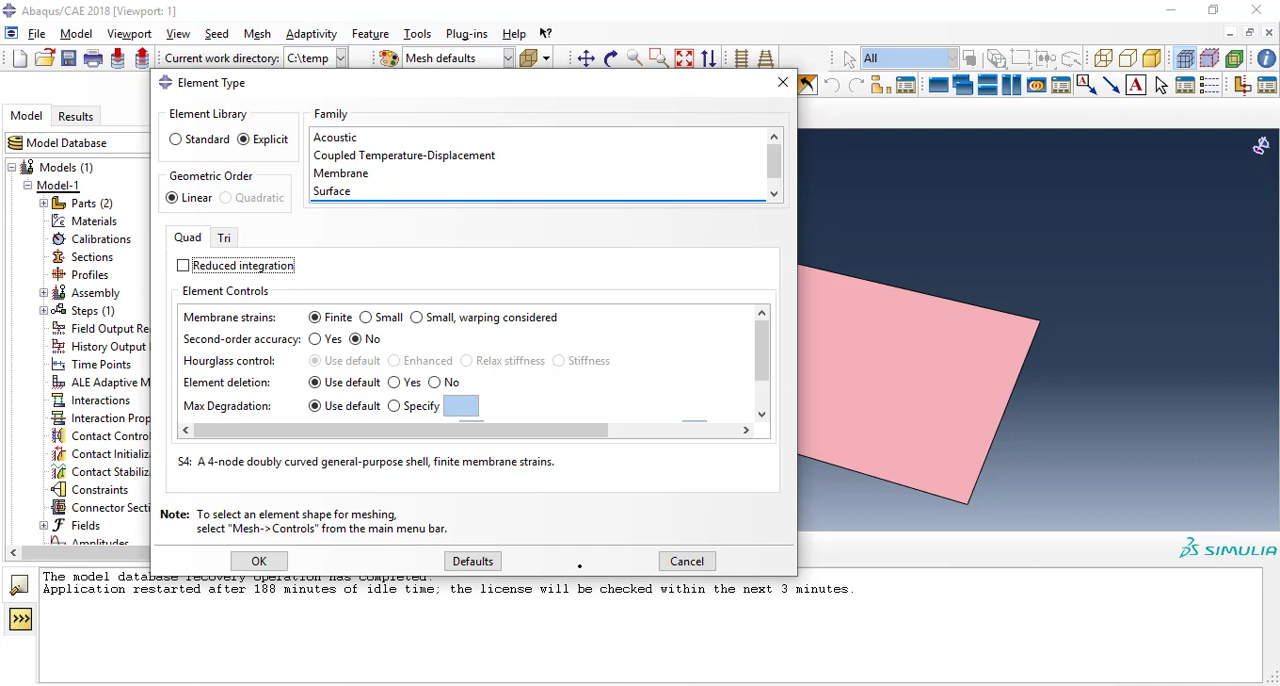 Abaqus/CAE 2018 [Viewport: 1]
File Model Viewport View Seed Mesh Adaptivity Feature Tools Plug-ins Help
Current work directory: C:\temp Mesh defaults All
Element Type
Model Results
Model Database
Models (1)
Model-1
Parts (2)
Materials
Calibrations
Sections
Profiles
Assembly
Steps (1)
Field Output Re
History Output
Time Points
ALE Adaptive M
Interactions
Interaction Prop
Contact Control
Contact Initializ
Contact Stabiliz
Constraints
Connector Secti
Fields
Amplitudes
Element Library
Standard Explicit
Geometric Order
Linear Quadratic
Family
Acoustic
Coupled Temperature-Displacement
Membrane
Surface
Quad Tri
Reduced integration
Element Controls
Membrane strains: Finite Small Small, warping considered
Second-order accuracy: Yes No
Hourglass control: Use default Enhanced Relax stiffness Stiffness
Element deletion: Use default Yes No
Max Degradation: Use default Specify
S4: A 4-node doubly curved general-purpose shell, finite membrane strains.
Note: To select an element shape for meshing,
select "Mesh->Controls" from the main menu bar.
OK Defaults Cancel
SIMULIA
The model database recovery operation has completed.
Application restarted after 188 minutes of idle time; the license will be checked within the next 3 minutes.